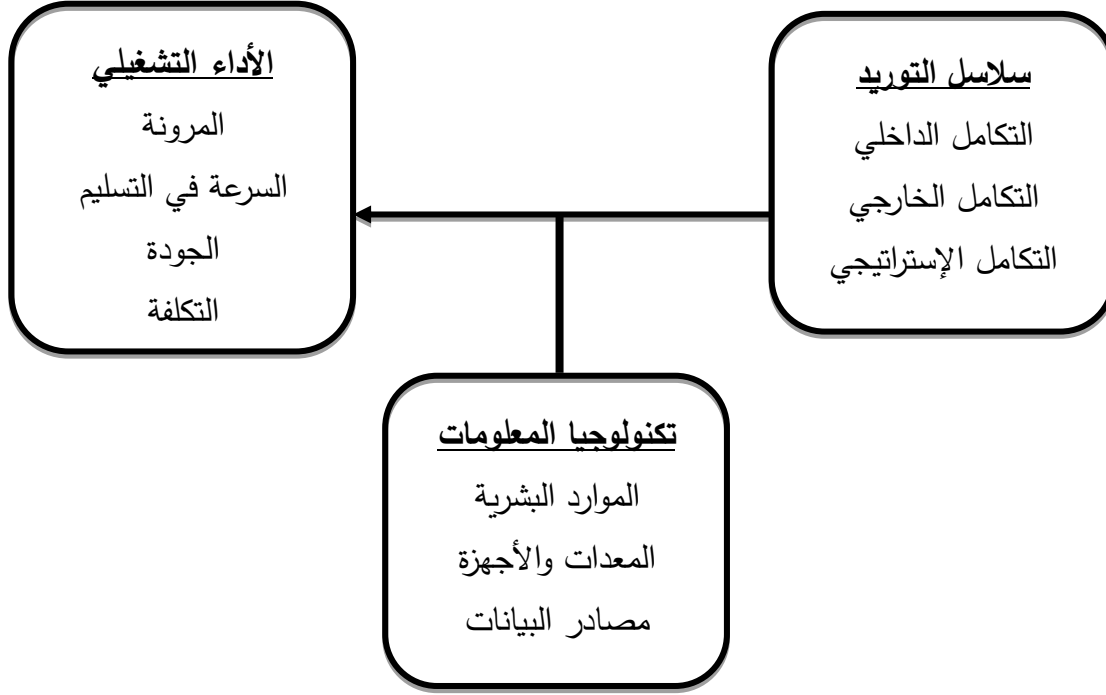 سلاسل التوريد
التكامل الداخلي
التكامل الخارجي
التكامل الإستراتيجي
الأداء التشغيلي
المرونة
السرعة في التسليم
الجودة
التكلفة
تكنولوجيا المعلومات
الموارد البشرية
المعدات والأجهزة
مصادر البيانات